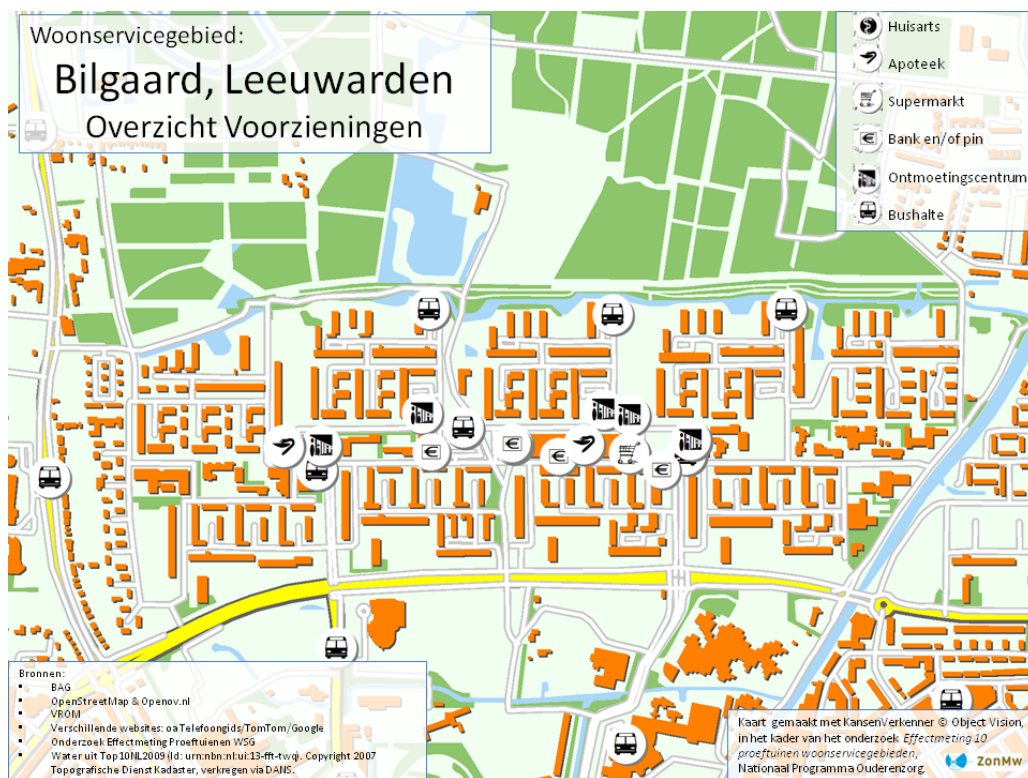 Woonservicegebied:
Bilgaard, Leeuwarden
Overzicht Voorzieningen
Huisarts
Apoteek
Supermarkt
Bank en/of pin
Ontmoetingscentrum
Bushalte
Bronnen:
BAG
OpenStreetMap & Openov.nl
VROM
Verschillende websites: oa Telefoongids/TomTom/Google
Onderzoek Effectmeting Proeftuienen WSG
Water uit Top10NL2009 (Id: urn:nbn:nl:ui:13-fft-twq). Copyright 2007
Topografische Dienst Kadaster, verkregen via DANS.
Kaart gemaakt met KansenVerkenner © Object Vision,
in het kader van het onderzoek Effectmeting 10
proeftuinen woonservicegebieden,
Nationaal Programma Ouderenzorg.
ZonMw